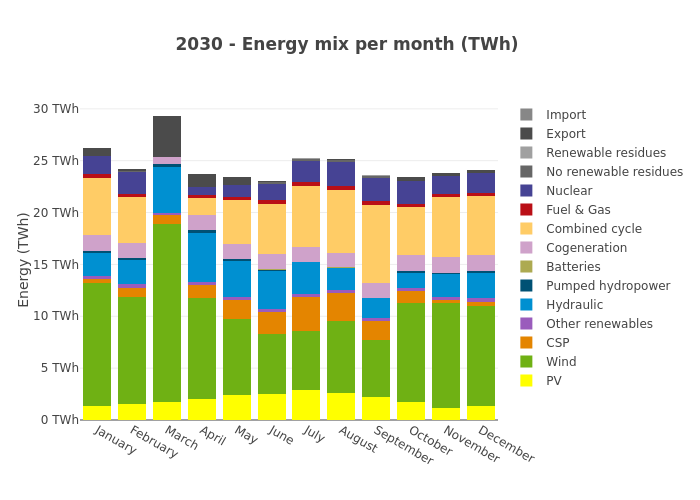 2030 - Energy mix per month (TWh)
Energy (TWh)
30 TWh
25 TWh
20 TWh
15 TWh
10 TWh
5 TWh
0 TWh
January
February
March
April
May
June
July
August
September
October
November
December
Import
Export
Renewable residues
No renewable residues
Nuclear
Fuel & Gas
Combined cycle
Cogeneration
Batteries
Pumped hydropower
Hydraulic
Other renewables
CSP
Wind
PV